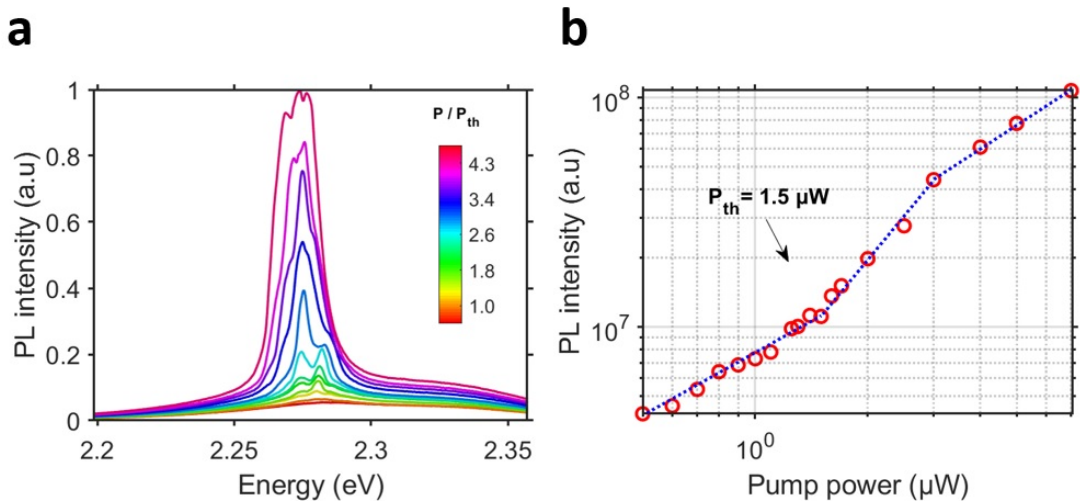 a
b
PL intensity (a.u)
1
0.8
0.6
0.4
0.2
0
2.2
2.25
2.3
2.35
Energy (eV)
P / Pth
4.3
3.4
2.6
1.8
1.0
PL intensity (a.u)
10^8
10^7
Pth = 1.5 μW
10^0
Pump power (μW)